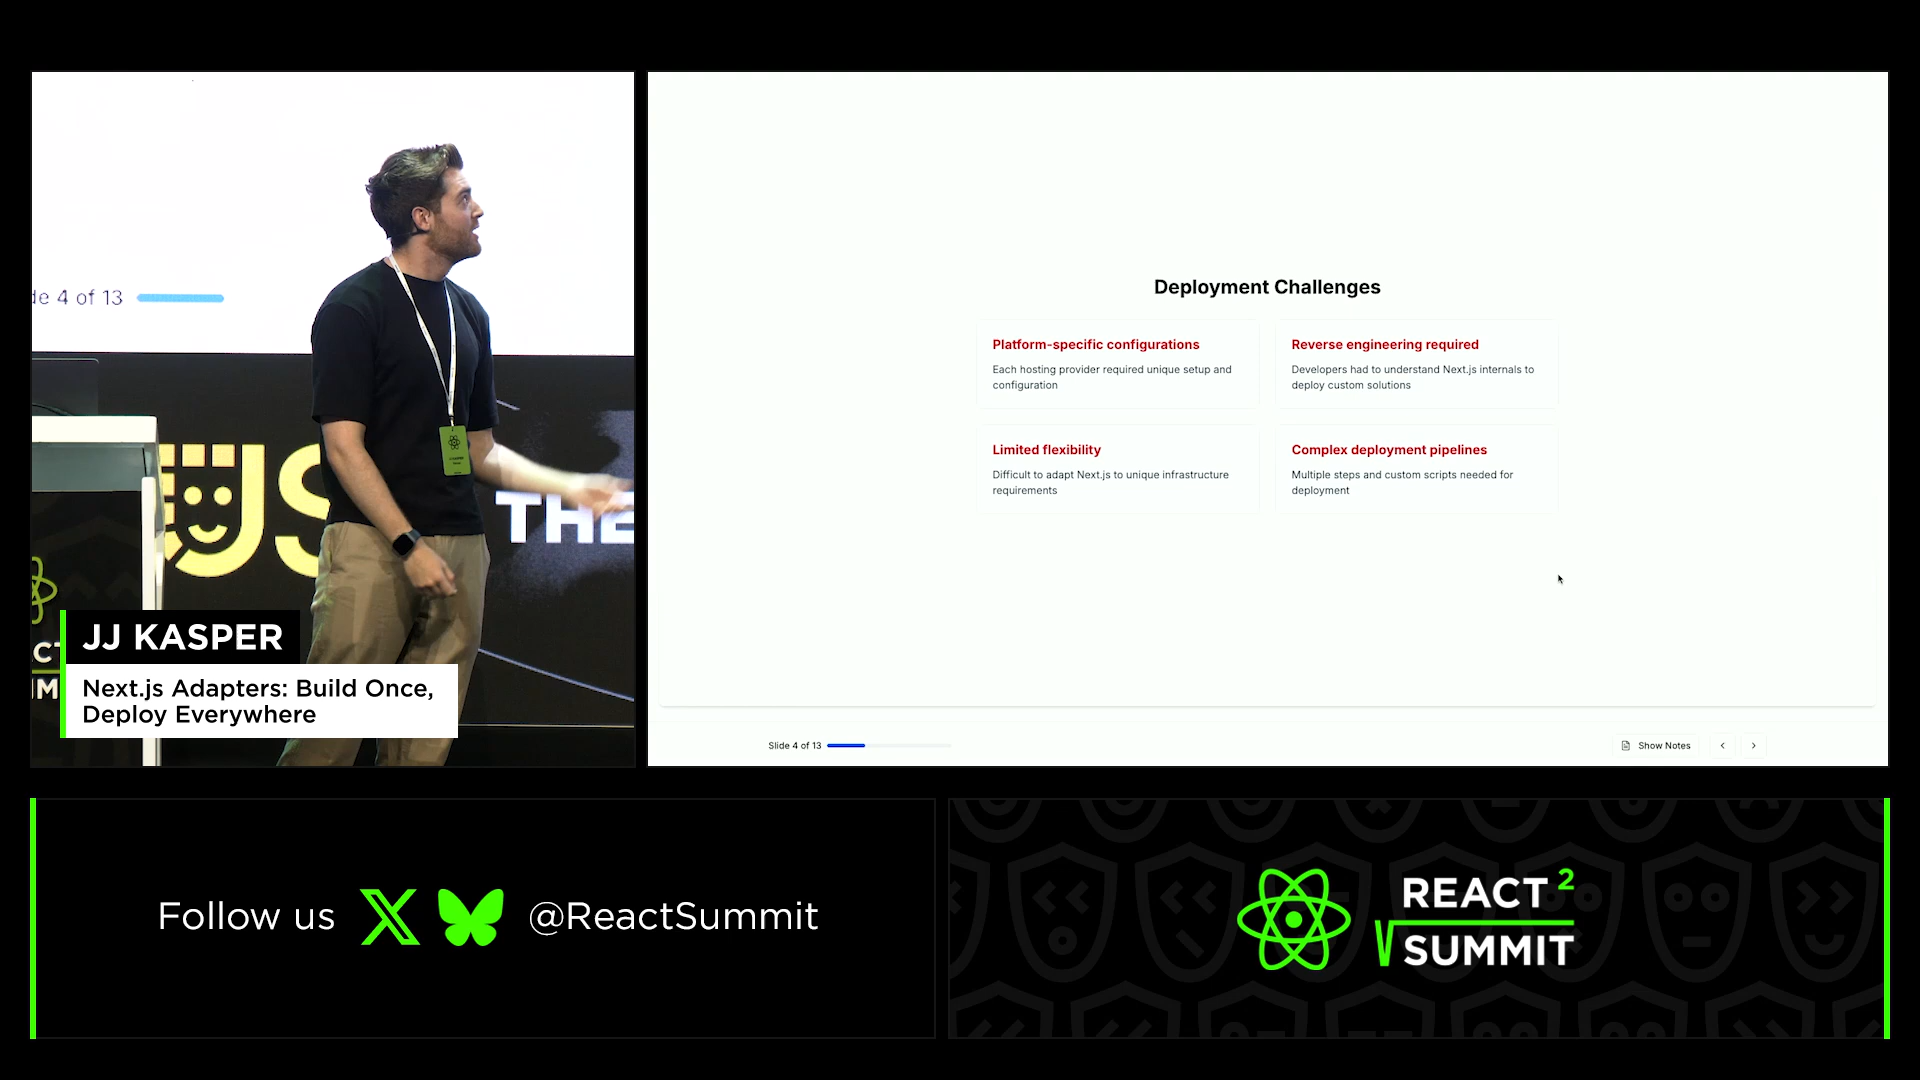 de 4 of 13
JS
THE
JJ KASPER
Next.js Adapters: Build Once,
Deploy Everywhere
Deployment Challenges
Platform-specific configurations
Each hosting provider required unique setup and
configuration
Reverse engineering required
Developers had to understand Next.js internals to
deploy custom solutions
Limited flexibility
Difficult to adapt Next.js to unique infrastructure
requirements
Complex deployment pipelines
Multiple steps and custom scripts needed for
deployment
Slide 4 of 13
Show Notes
Follow us @ReactSummit
REACT 2
SUMMIT